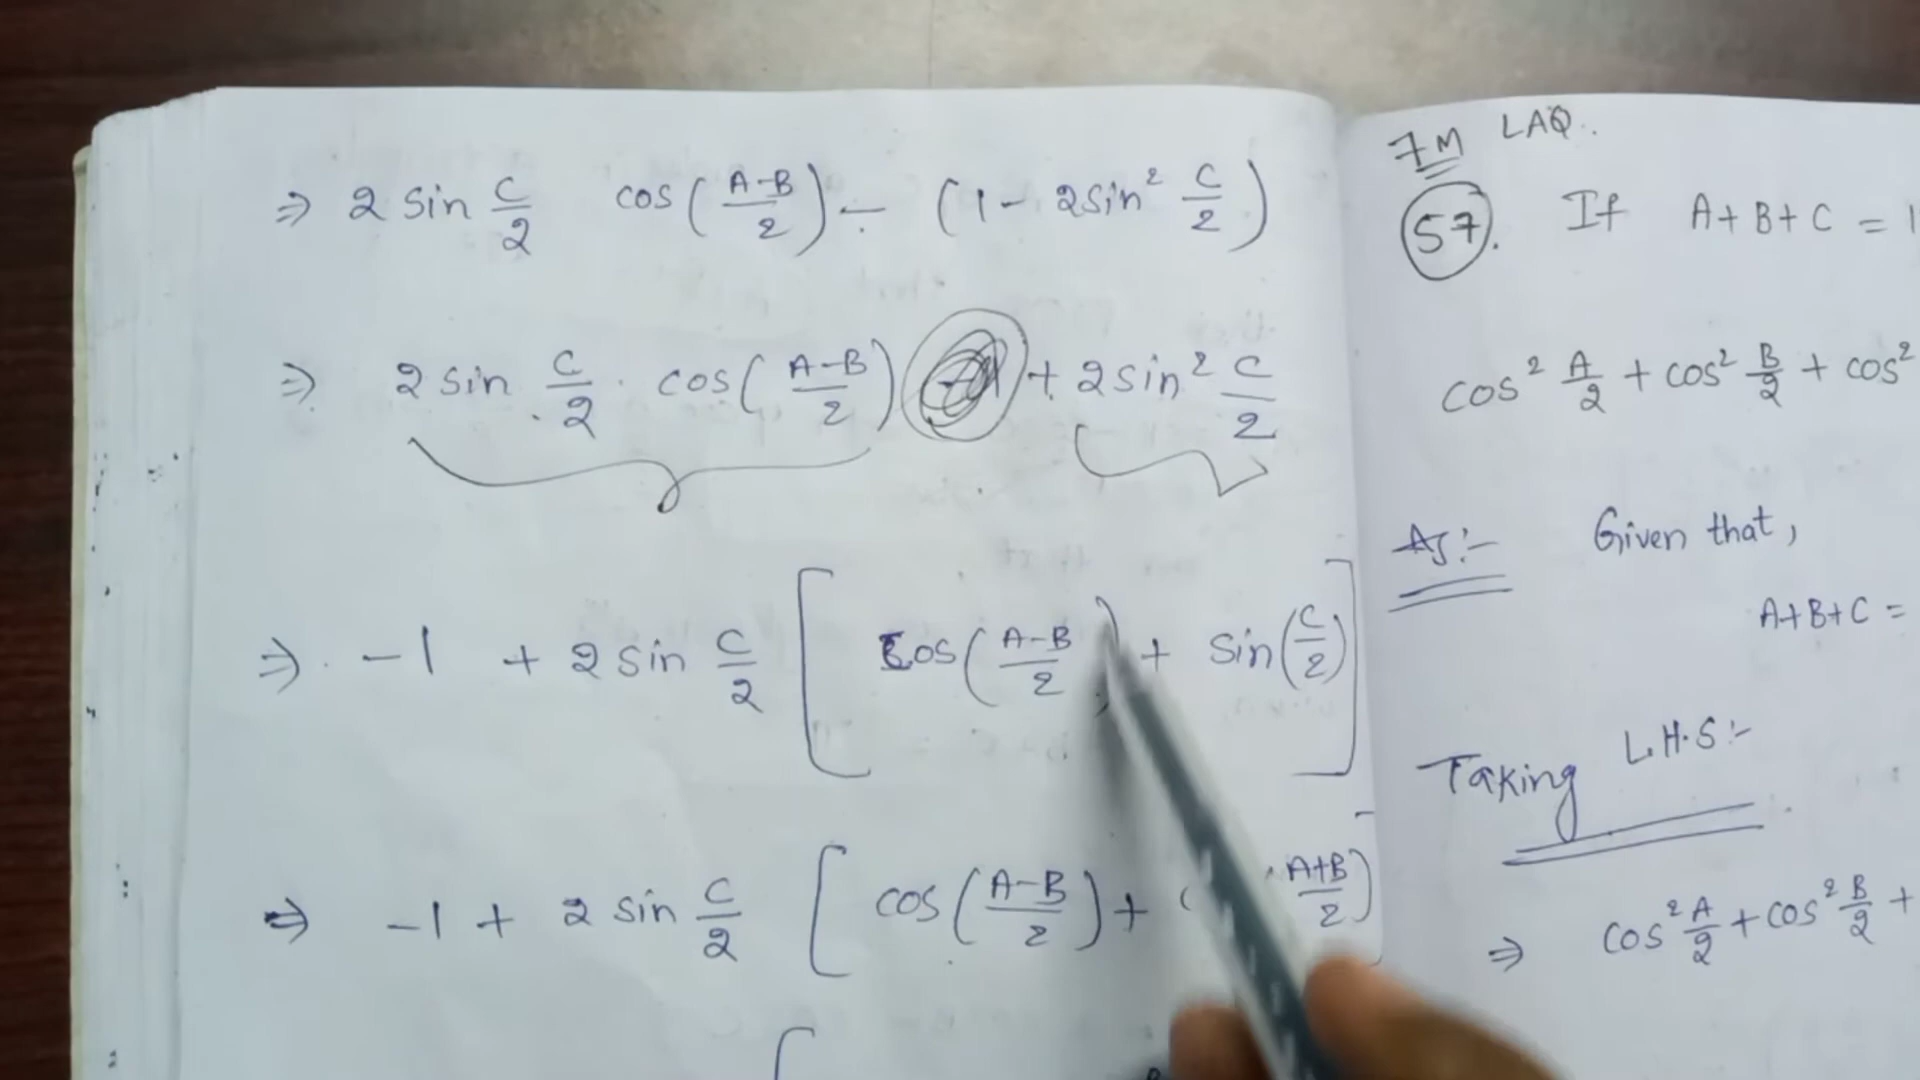 ⇒ 2 sin C/2 cos(A-B/2) - (1 - 2sin² C/2)
⇒ 2 sin C/2 · cos(A-B/2) + 2sin² C/2
⇒ -1 + 2 sin C/2 [cos(A-B/2) + sin(C/2)]
⇒ -1 + 2 sin C/2 [cos(A-B/2) + A+B/2)]
7M LAQ.
57. If A+B+C =
cos² A/2 + cos² B/2 + cos²
As:- Given that,
A+B+C =
Taking L.H.S:-
⇒ cos² A/2 + cos² B/2 +